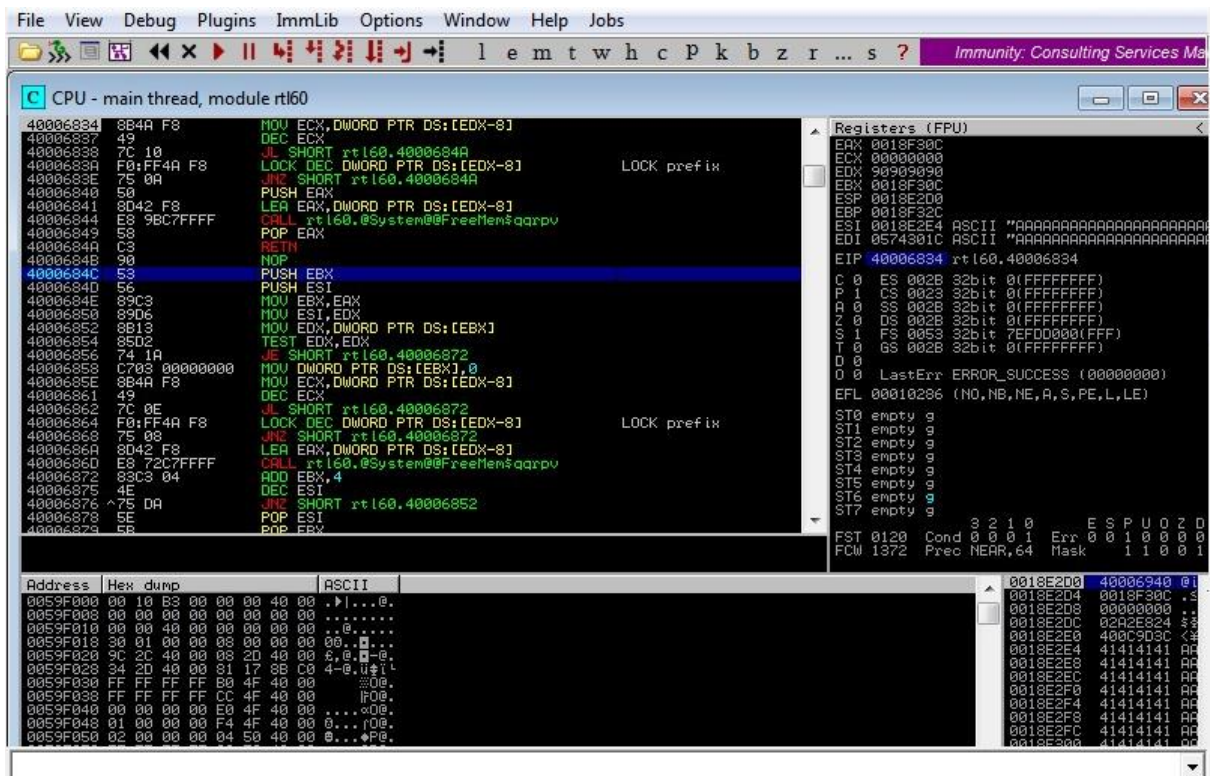 File View Debug Plugins ImmLib Options Window Help Jobs
l e m t w h c P k b z r ... s ? Immunity: Consulting Services Ma
C CPU - main thread, module rtl60
40006834 8B4A F8 MOV ECX,DWORD PTR DS:[EDX-8]
40006837 49 DEC ECX
40006838 7C 10 JL SHORT rtl60.4000684A
4000683A F0:FF4A F8 LOCK DEC DWORD PTR DS:[EDX-8] LOCK prefix
4000683E 75 0A JNZ SHORT rtl60.4000684A
40006840 50 PUSH EAX
40006841 8D42 F8 LEA EAX,DWORD PTR DS:[EDX-8]
40006844 E8 9BC7FFFF CALL rtl60.@System@@FreeMem$qqrpv
40006849 58 POP EAX
4000684A C3 RETN
4000684B 90 NOP
4000684C 53 PUSH EBX
4000684D 56 PUSH ESI
4000684E 89C3 MOV EBX,EAX
40006850 89D6 MOV ESI,EDX
40006852 8B13 MOV EDX,DWORD PTR DS:[EBX]
40006854 85D2 TEST EDX,EDX
40006856 74 1A JE SHORT rtl60.40006872
40006858 C703 00000000 MOV DWORD PTR DS:[EBX],0
4000685E 8B4A F8 MOV ECX,DWORD PTR DS:[EDX-8]
40006861 49 DEC ECX
40006862 7C 0E JL SHORT rtl60.40006872
40006864 F0:FF4A F8 LOCK DEC DWORD PTR DS:[EDX-8] LOCK prefix
40006868 75 08 JNZ SHORT rtl60.40006872
4000686A 8D42 F8 LEA EAX,DWORD PTR DS:[EDX-8]
4000686D E8 72C7FFFF CALL rtl60.@System@@FreeMem$qqrpv
40006872 83C3 04 ADD EBX,4
40006875 4E DEC ESI
40006876 ^75 DA JNZ SHORT rtl60.40006852
40006878 5E POP ESI
40006879 5B POP EBX
Registers (FPU) <
EAX 0018F30C
ECX 00000000
EDX 90909090
EBX 0018F30C
ESP 0018E2D0
EBP 0018F32C
ESI 0018E2E4 ASCII "AAAAAAAAAAAAAAAAAAAAAAAA
EDI 0574301C ASCII "AAAAAAAAAAAAAAAAAAAAAAAA
EIP 40006834 rtl60.40006834
C 0 ES 002B 32bit 0(FFFFFFFF)
P 1 CS 0023 32bit 0(FFFFFFFF)
A 0 SS 002B 32bit 0(FFFFFFFF)
Z 0 DS 002B 32bit 0(FFFFFFFF)
S 1 FS 0053 32bit 7EFDD000(FFF)
T 0 GS 002B 32bit 0(FFFFFFFF)
D 0
O 0 LastErr ERROR_SUCCESS (00000000)
EFL 00010286 (NO,NB,NE,A,S,PE,L,LE)
ST0 empty g
ST1 empty g
ST2 empty g
ST3 empty g
ST4 empty g
ST5 empty g
ST6 empty g
ST7 empty g
3 2 1 0 E S P U O Z D
FST 0120 Cond 0 0 0 1 Err 0 0 1 0 0 0 0
FCW 1372 Prec NEAR,64 Mask 1 1 0 0 1
Address Hex dump ASCII
0059F000 00 10 B3 00 00 00 40 00
0059F008 00 00 00 00 00 00 00 00
0059F010 00 00 40 00 00 00 00 00
0059F018 30 01 00 00 08 00 00 00
0059F020 9C 2C 40 00 08 2D 40 00
0059F028 34 2D 40 00 81 17 8B C0
0059F030 FF FF FF FF B0 4F 40 00
0059F038 FF FF FF FF CC 4F 40 00
0059F040 00 00 00 00 E0 4F 40 00
0059F048 01 00 00 00 F4 4F 40 00
0059F050 02 00 00 00 04 50 40 00
0018E2D0 40006940 @i
0018E2D4 0018F30C
0018E2D8 00000000 ..
0018E2DC 02A2E824
0018E2E0 400C9D3C
0018E2E4 41414141 AA
0018E2E8 41414141 AA
0018E2EC 41414141 AA
0018E2F0 41414141 AA
0018E2F4 41414141 AA
0018E2F8 41414141 AA
0018E2FC 41414141 AA
0018E300 41414141 AA